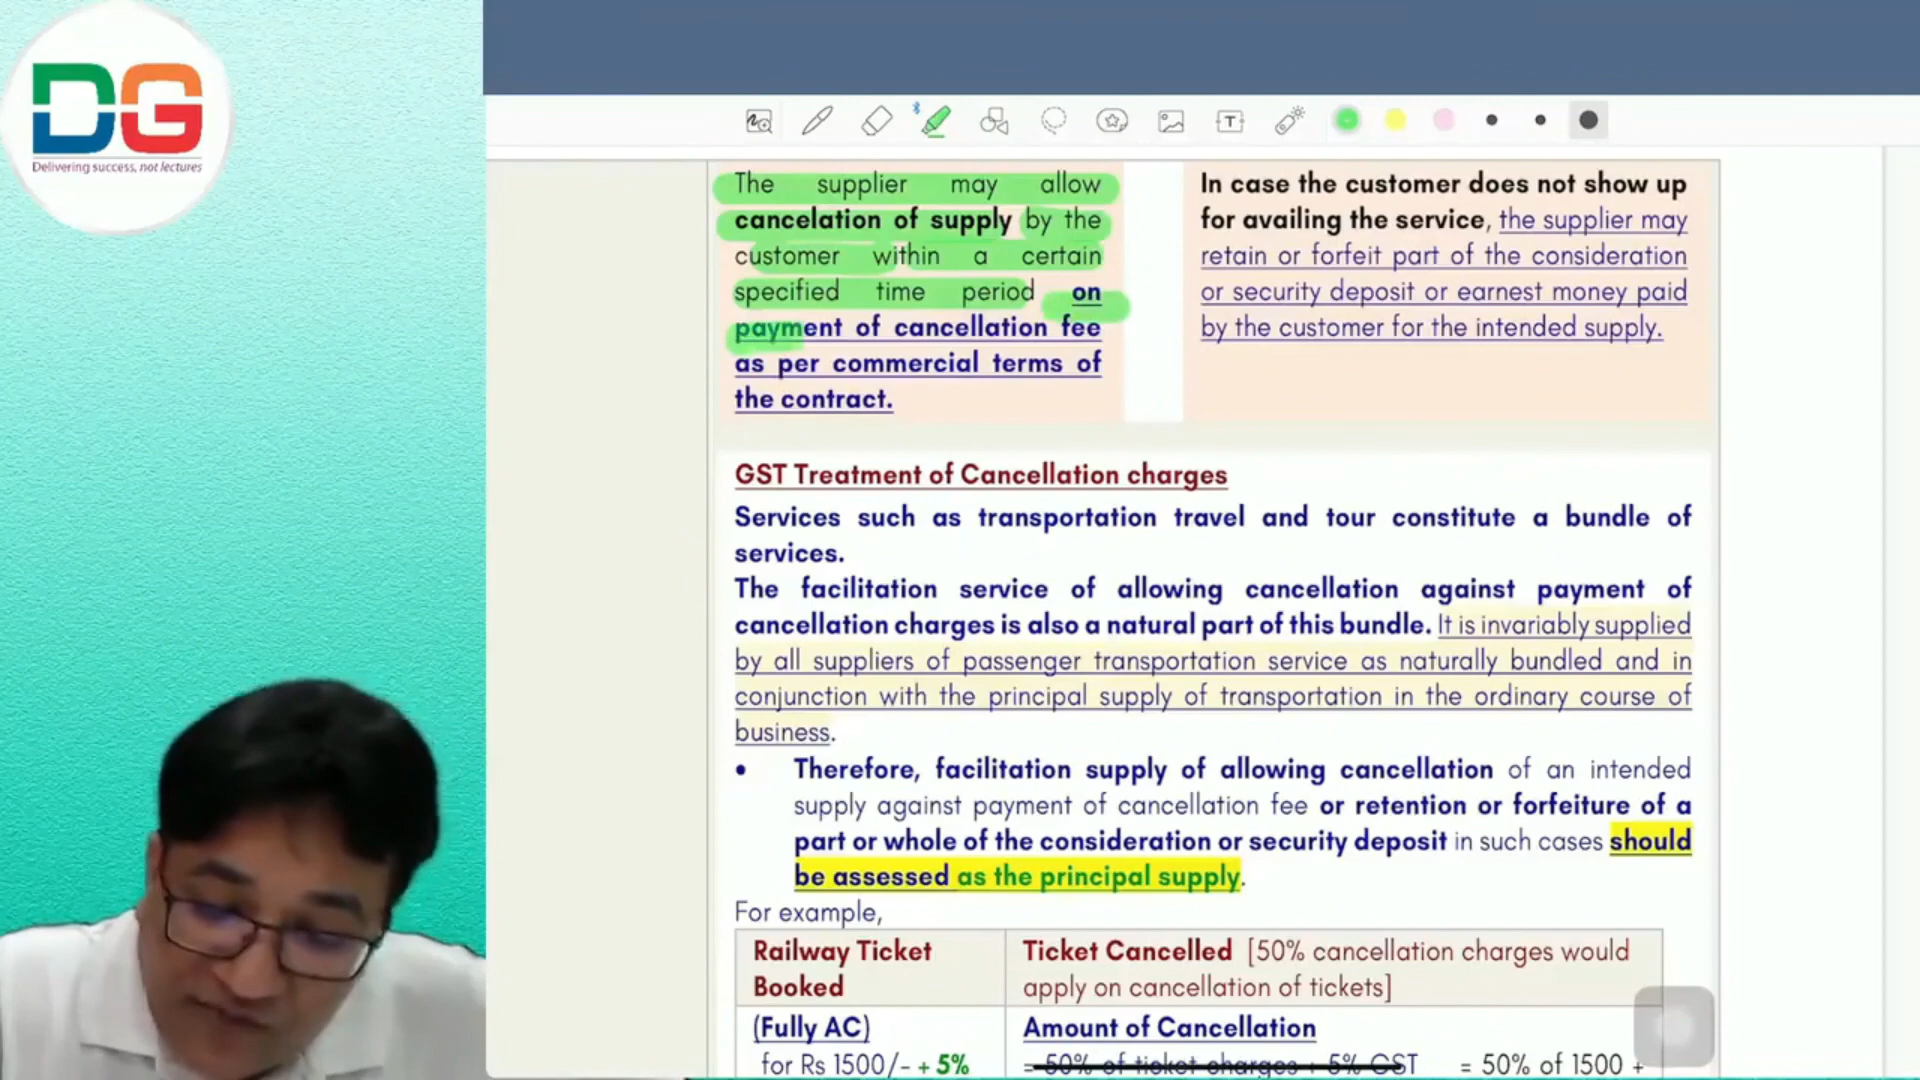 DG
Delivering success, not lectures
The supplier may allow
cancelation of supply by the
customer within a certain
specified time period on
payment of cancellation fee
as per commercial terms of
the contract.
In case the customer does not show up
for availing the service, the supplier may
retain or forfeit part of the consideration
or security deposit or earnest money paid
by the customer for the intended supply.
GST Treatment of Cancellation charges
Services such as transportation travel and tour constitute a bundle of
services.
The facilitation service of allowing cancellation against payment of
cancellation charges is also a natural part of this bundle. It is invariably supplied
by all suppliers of passenger transportation service as naturally bundled and in
conjunction with the principal supply of transportation in the ordinary course of
business.
• Therefore, facilitation supply of allowing cancellation of an intended
supply against payment of cancellation fee or retention or forfeiture of a
part or whole of the consideration or security deposit in such cases should
be assessed as the principal supply.
For example,
Railway Ticket
Booked
Ticket Cancelled [50% cancellation charges would
apply on cancellation of tickets]
(Fully AC)
for Rs 1500/- + 5%
Amount of Cancellation
= 50% of ticket charges + 5% GST = 50% of 1500 +